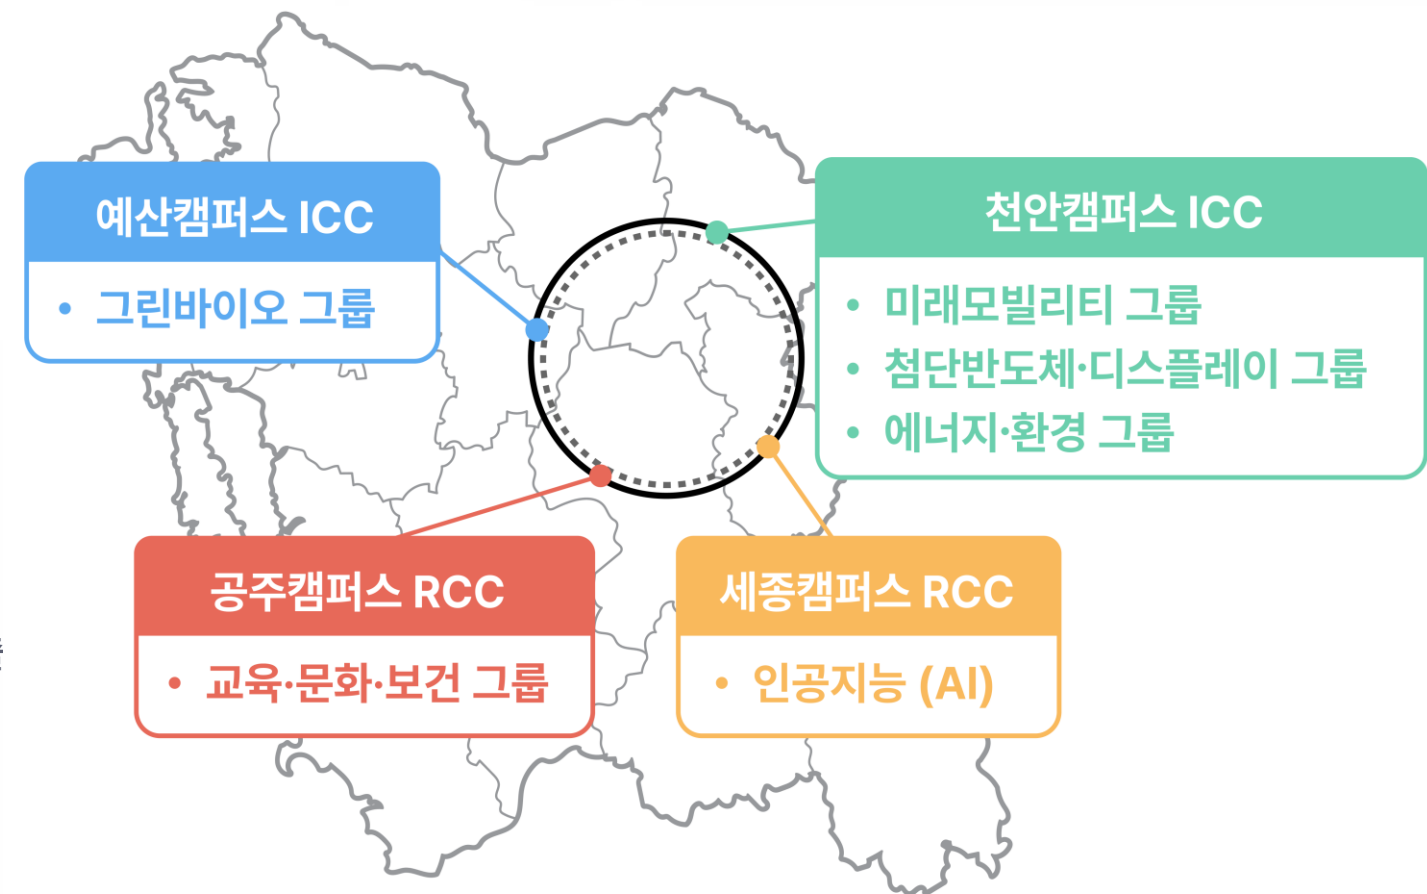 예산캠퍼스 ICC
• 그린바이오 그룹
천안캠퍼스 ICC
• 미래모빌리티 그룹
• 첨단반도체·디스플레이 그룹
• 에너지·환경 그룹
공주캠퍼스 RCC
• 교육·문화·보건 그룹
세종캠퍼스 RCC
• 인공지능 (AI)